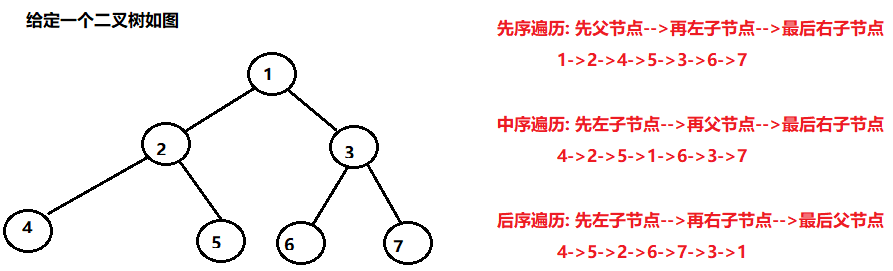 给定一个二叉树如图
1
2
3
4
5
6
7
先序遍历: 先父节点-->再左子节点-->最后右子节点
1->2->4->5->3->6->7
中序遍历: 先左子节点-->再父节点-->最后右子节点
4->2->5->1->6->3->7
后序遍历: 先左子节点-->再右子节点-->最后父节点
4->5->2->6->7->3->1